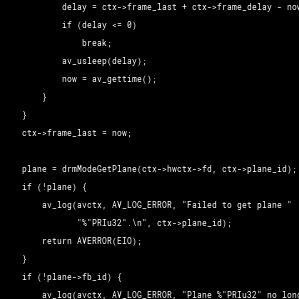 delay = ctx->frame_last + ctx->frame_delay - now
if (delay <= 0)
break;
av_usleep(delay);
now = av_gettime();
}
}
ctx->frame_last = now;
plane = drmModeGetPlane(ctx->hwctx->fd, ctx->plane_id);
if (!plane) {
av_log(avctx, AV_LOG_ERROR, "Failed to get plane "
"%"PRIu32".\n", ctx->plane_id);
return AVERROR(EIO);
}
if (!plane->fb_id) {
av_log(avctx, AV_LOG_ERROR, "Plane %"PRIu32" no